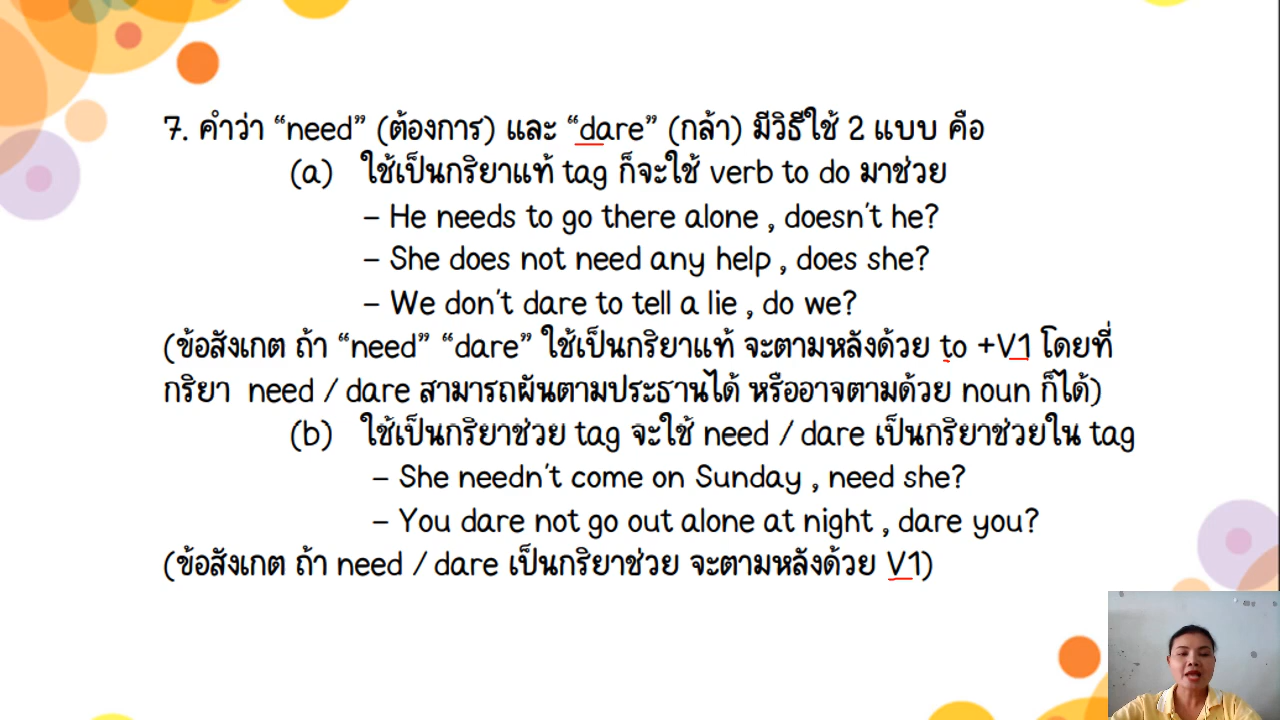 7. คำว่า “need” (ต้องการ) และ “dare” (กล้า) มีวิธีใช้ 2 แบบ คือ
(a) ใช้เป็นกริยาแท้ tag ก็จะใช้ verb to do มาช่วย
– He needs to go there alone , doesn't he?
– She does not need any help , does she?
– We don't dare to tell a lie , do we?
(ข้อสังเกต ถ้า “need” “dare” ใช้เป็นกริยาแท้ จะตามหลังด้วย to +V1 โดยที่
กริยา need / dare สามารถผันตามประธานได้ หรืออาจตามด้วย noun ก็ได้)
(b) ใช้เป็นกริยาช่วย tag จะใช้ need / dare เป็นกริยาช่วยใน tag
– She needn't come on Sunday , need she?
– You dare not go out alone at night , dare you?
(ข้อสังเกต ถ้า need / dare เป็นกริยาช่วย จะตามหลังด้วย V1)